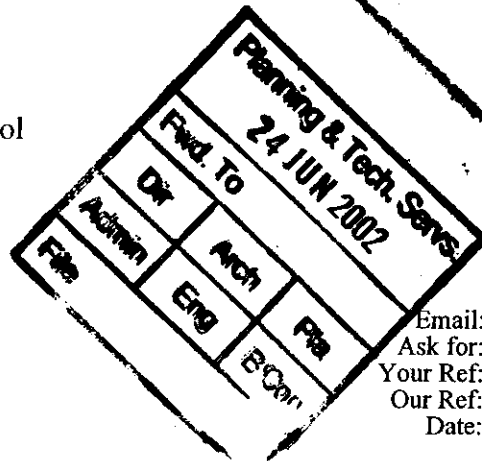 ol
Planning & Tech. Servs.
24 JUN 2002
Fwd. To
Dir Arch Pla
Admin Eng B'Con
File
Email:
Ask for:
Your Ref:
Our Ref:
Date: